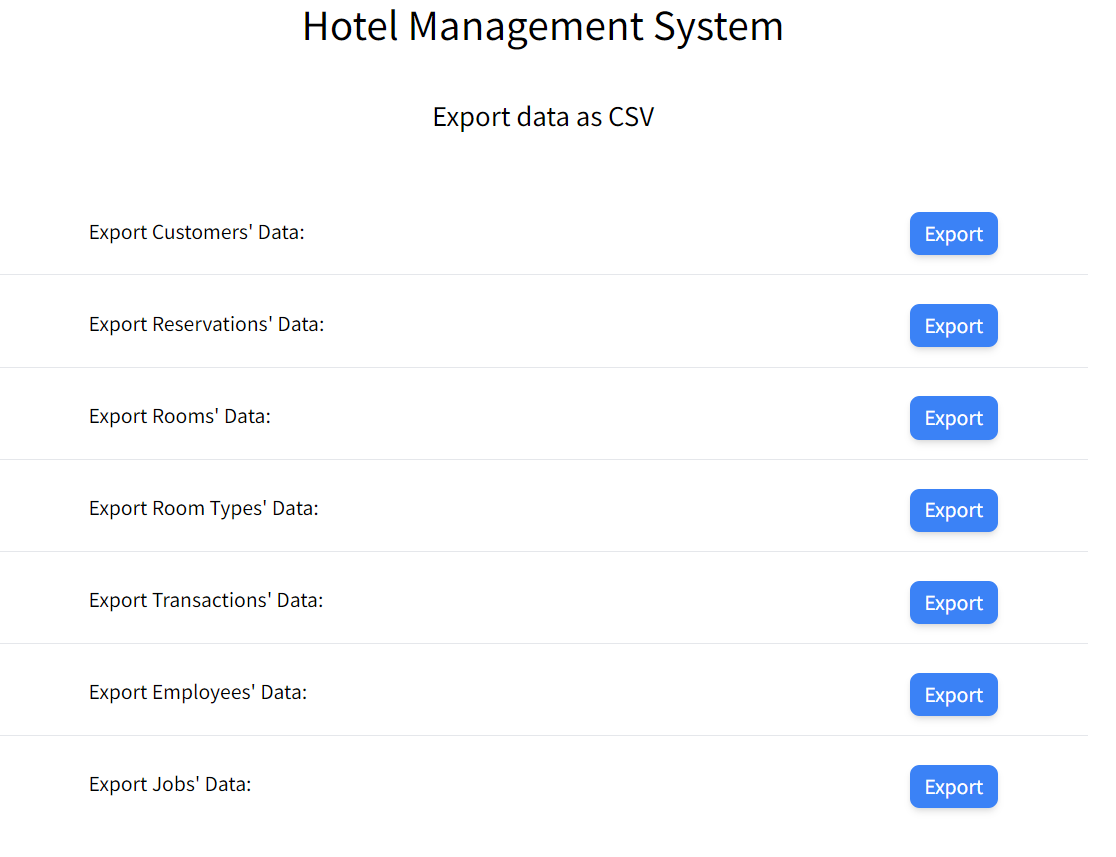 Hotel Management System
Export data as CSV
Export Customers' Data:
Export
Export Reservations' Data:
Export
Export Rooms' Data:
Export
Export Room Types' Data:
Export
Export Transactions' Data:
Export
Export Employees' Data:
Export
Export Jobs' Data:
Export